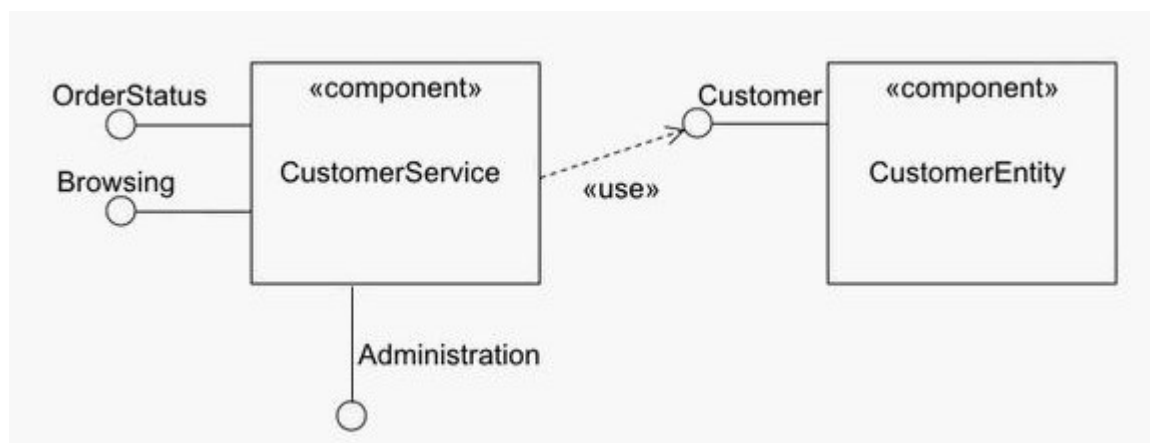 OrderStatus
Browsing
«component»
CustomerService
Administration
«use»
Customer
«component»
CustomerEntity